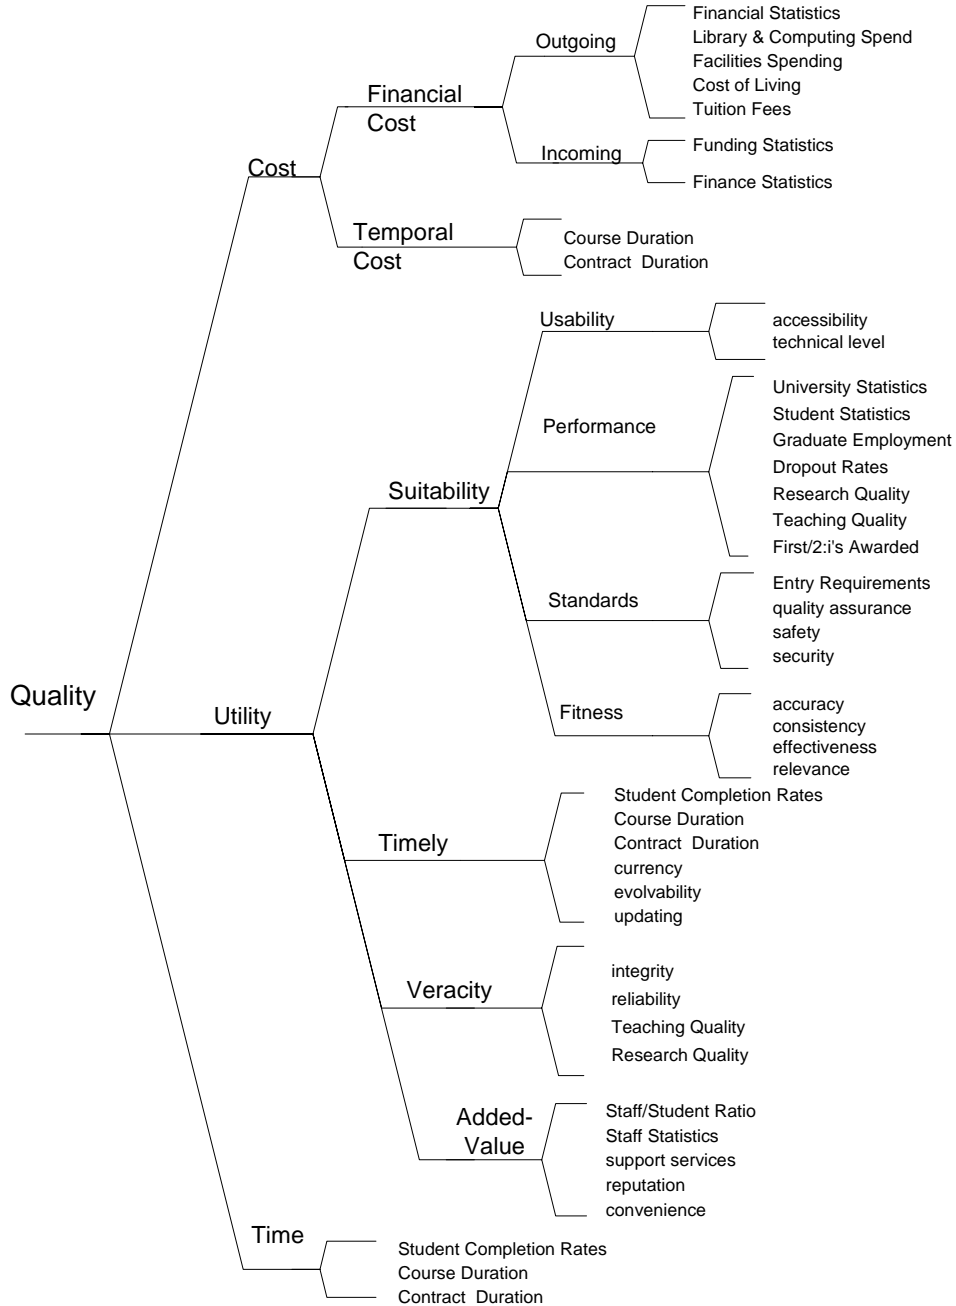 Financial Statistics
Outgoing
Library & Computing Spend
Facilities Spending
Cost of Living
Tuition Fees
Financial
Cost
Incoming
Funding Statistics
Finance Statistics
Cost
Temporal
Cost
Course Duration
Contract  Duration
Usability
accessibility
technical level
Performance
University Statistics
Student Statistics
Graduate Employment
Dropout Rates
Research Quality
Teaching Quality
First/2:i's Awarded
Suitability
Standards
Entry Requirements
quality assurance
safety
security
Quality
Utility
Fitness
accuracy
consistency
effectiveness
relevance
Timely
Student Completion Rates
Course Duration
Contract  Duration
currency
evolvability
updating
Veracity
integrity
reliability
Teaching Quality
Research Quality
Added-
Value
Staff/Student Ratio
Staff Statistics
support services
reputation
convenience
Time
Student Completion Rates
Course Duration
Contract  Duration